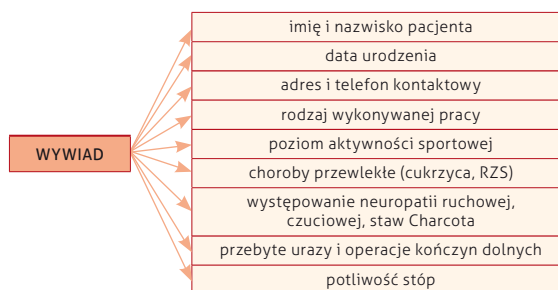 WYWIAD
imię i nazwisko pacjenta
data urodzenia
adres i telefon kontaktowy
rodzaj wykonywanej pracy
poziom aktywności sportowej
choroby przewlekłe (cukrzyca, RZS)
występowanie neuropatii ruchowej,
czuciowej, staw Charcota
przebyte urazy i operacje kończyn dolnych
potliwość stóp